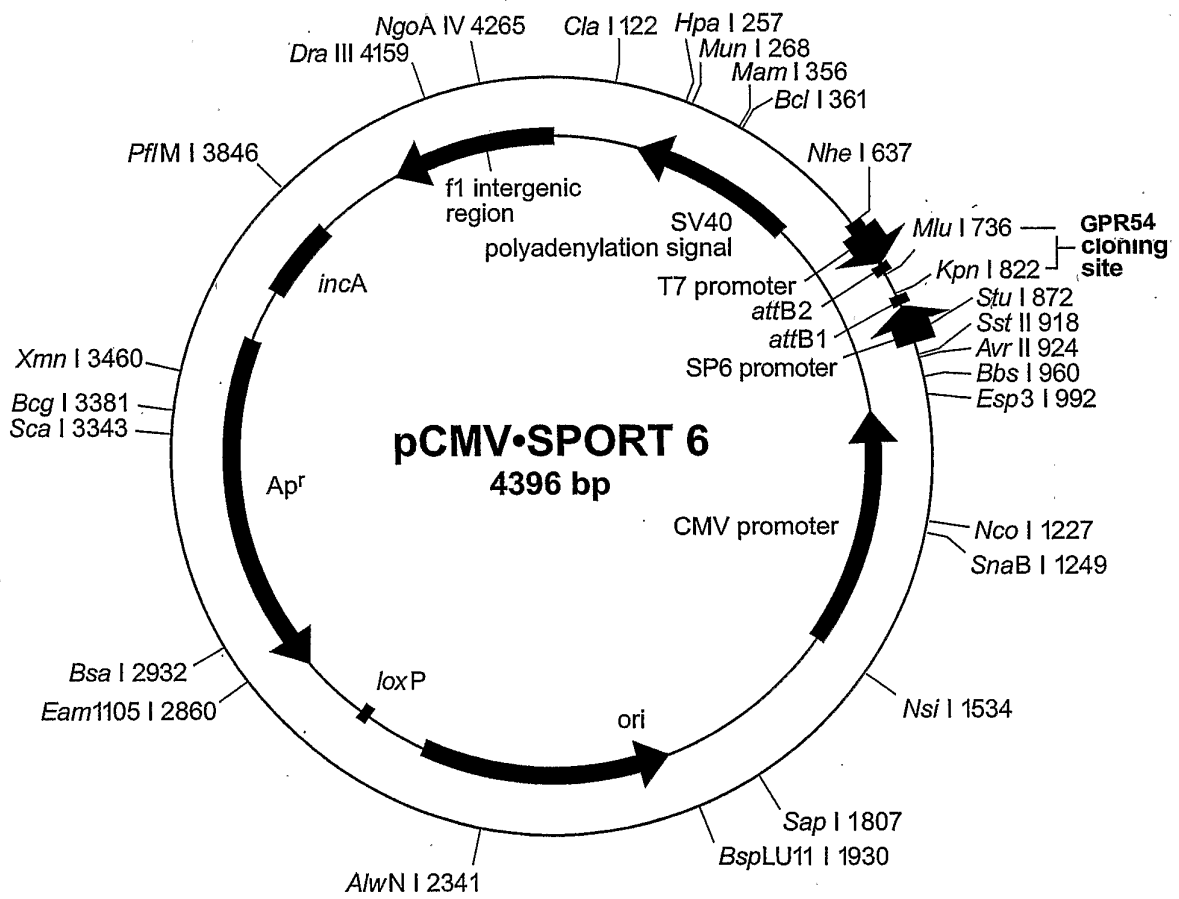 NgoA IV 4265
Cla I 122
Hpa I 257
Dra III 4159
Mun I 268
Mam I 356
Bcl I 361
PflM I 3846
Nhe I 637
f1 intergenic
region
SV40
polyadenylation signal
Mlu I 736
GPR54
cloning
site
incA
T7 promoter
Kpn I 822
attB2
Stu I 872
attB1
Sst II 918
SP6 promoter
Avr II 924
Xmn I 3460
Bbs I 960
Esp3 I 992
Bcg I 3381
Sca I 3343
pCMV•SPORT 6
4396 bp
Apr
CMV promoter
Nco I 1227
SnaB I 1249
Bsa I 2932
loxP
Eam1105 I 2860
Nsi I 1534
ori
Sap I 1807
BspLU11 I 1930
AlwN I 2341